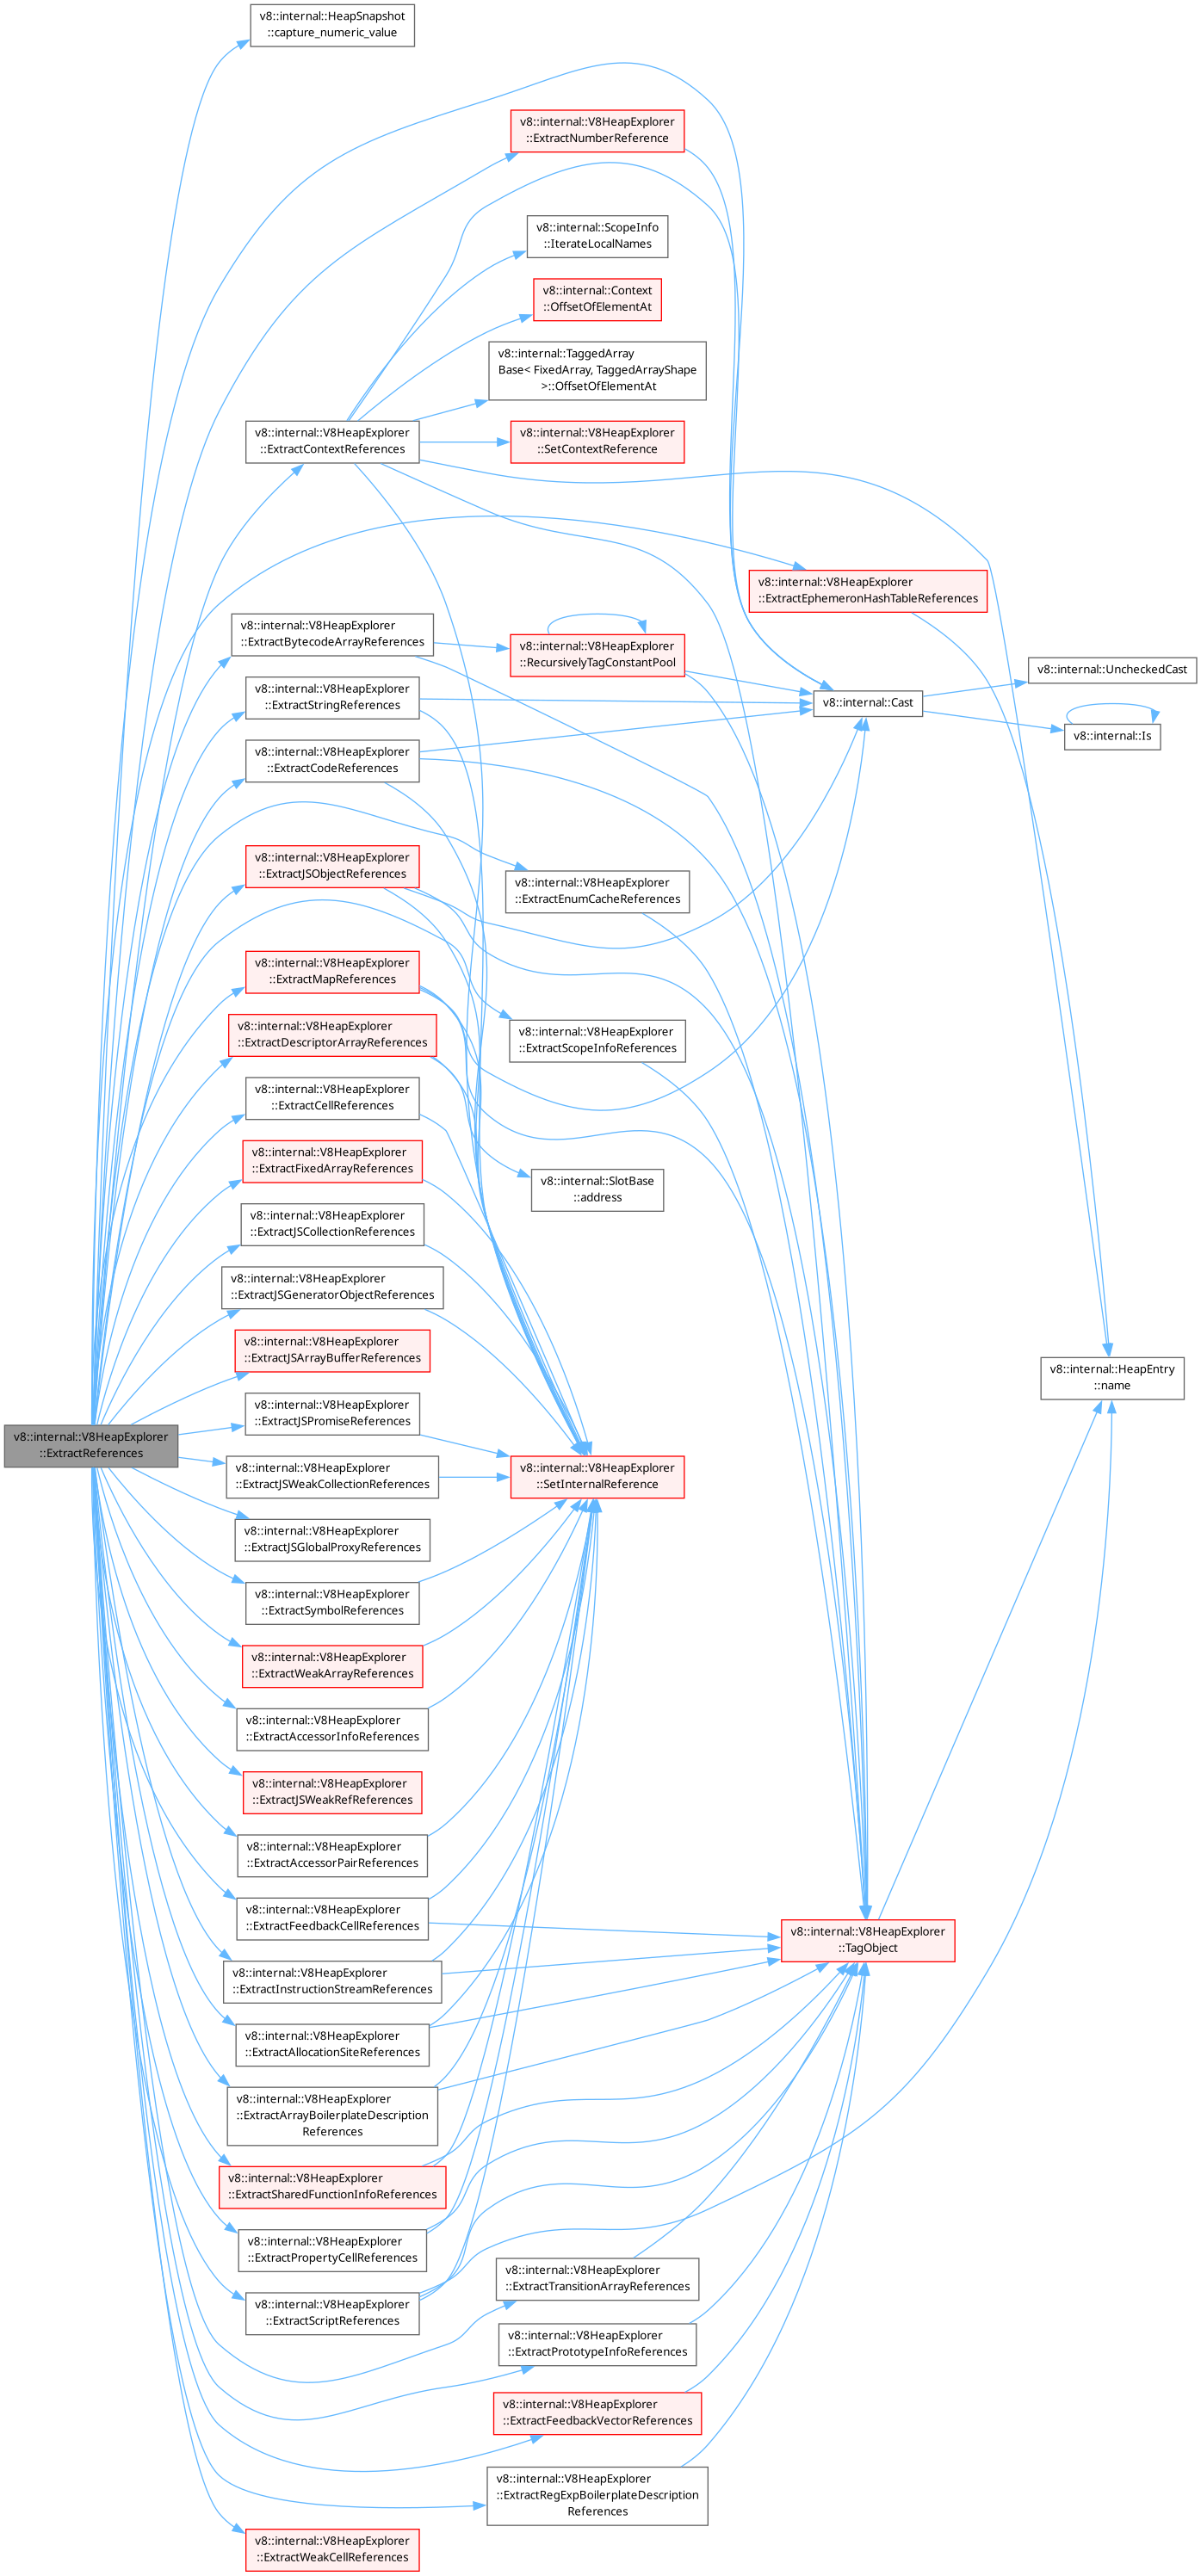 v8::internal::HeapSnapshot
::capture_numeric_value
v8::internal::V8HeapExplorer
::ExtractNumberReference
v8::internal::ScopeInfo
::IterateLocalNames
v8::internal::Context
::OffsetOfElementAt
v8::internal::TaggedArray
Base< FixedArray, TaggedArrayShape
>::OffsetOfElementAt
v8::internal::V8HeapExplorer
::ExtractContextReferences
v8::internal::V8HeapExplorer
::SetContextReference
v8::internal::V8HeapExplorer
::ExtractEphemeronHashTableReferences
v8::internal::V8HeapExplorer
::ExtractBytecodeArrayReferences
v8::internal::V8HeapExplorer
::RecursivelyTagConstantPool
v8::internal::UncheckedCast
v8::internal::V8HeapExplorer
::ExtractStringReferences
v8::internal::Cast
v8::internal::Is
v8::internal::V8HeapExplorer
::ExtractCodeReferences
v8::internal::V8HeapExplorer
::ExtractJSObjectReferences
v8::internal::V8HeapExplorer
::ExtractEnumCacheReferences
v8::internal::V8HeapExplorer
::ExtractMapReferences
v8::internal::V8HeapExplorer
::ExtractDescriptorArrayReferences
v8::internal::V8HeapExplorer
::ExtractScopeInfoReferences
v8::internal::V8HeapExplorer
::ExtractCellReferences
v8::internal::V8HeapExplorer
::ExtractFixedArrayReferences
v8::internal::SlotBase
::address
v8::internal::V8HeapExplorer
::ExtractJSCollectionReferences
v8::internal::V8HeapExplorer
::ExtractJSGeneratorObjectReferences
v8::internal::V8HeapExplorer
::ExtractJSArrayBufferReferences
v8::internal::HeapEntry
::name
v8::internal::V8HeapExplorer
::ExtractJSPromiseReferences
v8::internal::V8HeapExplorer
::ExtractReferences
v8::internal::V8HeapExplorer
::ExtractJSWeakCollectionReferences
v8::internal::V8HeapExplorer
::SetInternalReference
v8::internal::V8HeapExplorer
::ExtractJSGlobalProxyReferences
v8::internal::V8HeapExplorer
::ExtractSymbolReferences
v8::internal::V8HeapExplorer
::ExtractWeakArrayReferences
v8::internal::V8HeapExplorer
::ExtractAccessorInfoReferences
v8::internal::V8HeapExplorer
::ExtractJSWeakRefReferences
v8::internal::V8HeapExplorer
::ExtractAccessorPairReferences
v8::internal::V8HeapExplorer
::ExtractFeedbackCellReferences
v8::internal::V8HeapExplorer
::TagObject
v8::internal::V8HeapExplorer
::ExtractInstructionStreamReferences
v8::internal::V8HeapExplorer
::ExtractAllocationSiteReferences
v8::internal::V8HeapExplorer
::ExtractArrayBoilerplateDescription
References
v8::internal::V8HeapExplorer
::ExtractSharedFunctionInfoReferences
v8::internal::V8HeapExplorer
::ExtractPropertyCellReferences
v8::internal::V8HeapExplorer
::ExtractTransitionArrayReferences
v8::internal::V8HeapExplorer
::ExtractScriptReferences
v8::internal::V8HeapExplorer
::ExtractPrototypeInfoReferences
v8::internal::V8HeapExplorer
::ExtractFeedbackVectorReferences
v8::internal::V8HeapExplorer
::ExtractRegExpBoilerplateDescription
References
v8::internal::V8HeapExplorer
::ExtractWeakCellReferences